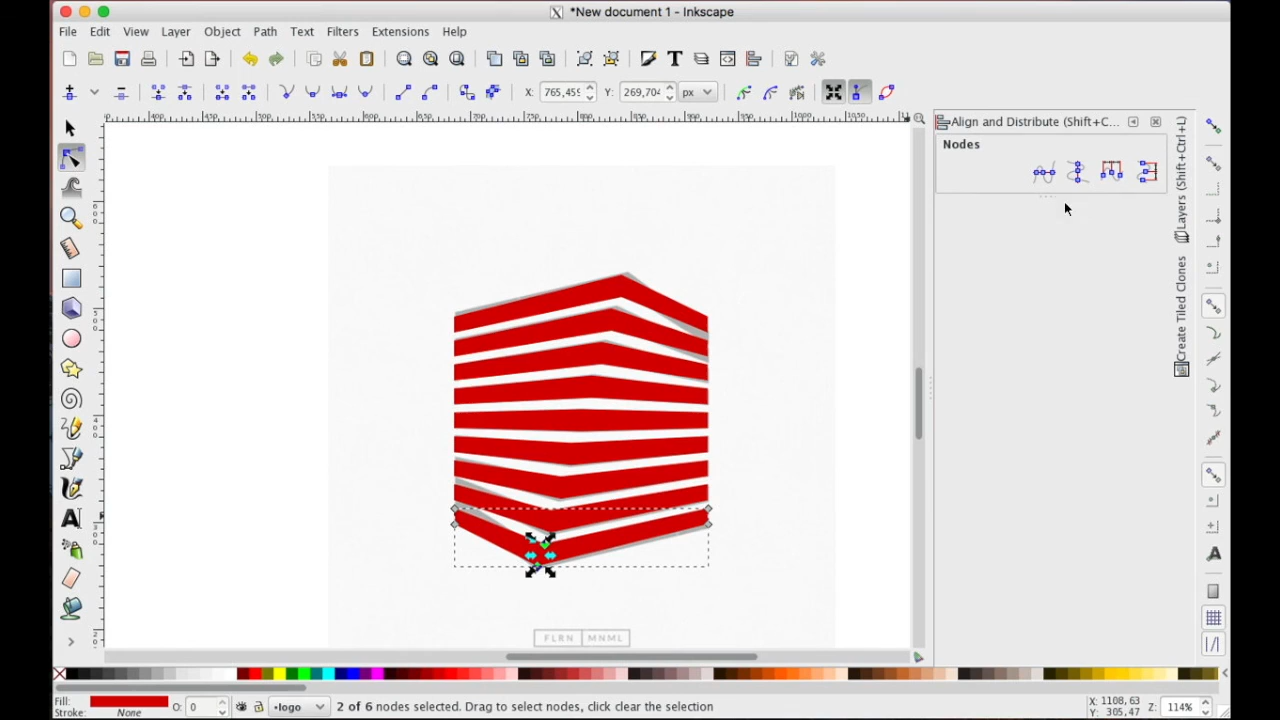 *New document 1 - Inkscape
File Edit View Layer Object Path Text Filters Extensions Help
X: 765,459 Y: 269,704 px
Align and Distribute (Shift+C...
Nodes
Layers (Shift+Ctrl+L)
Create Tiled Clones
FLRN MNML
Fill:
Stroke: None
O: 0
•logo
2 of 6 nodes selected. Drag to select nodes, click clear the selection
X: 1108,63
Y: 305,47
Z: 114%